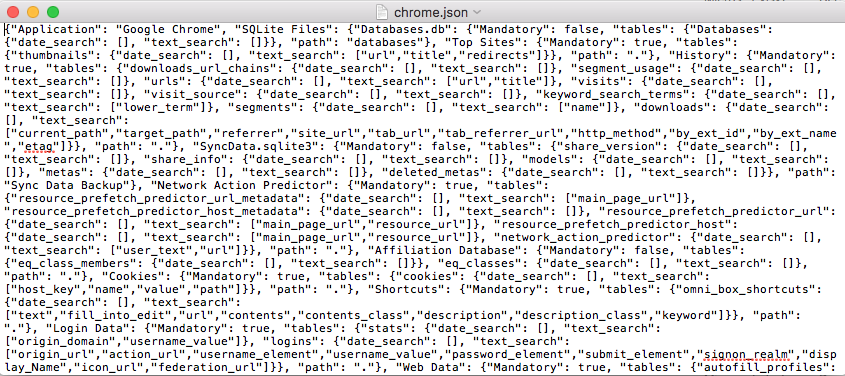 chrome.json
{"Application": "Google Chrome", "SQLite Files": {"Databases.db": {"Mandatory": false, "tables": {"Databases":
{"date_search": [], "text_search": []}}, "path": "databases"}, "Top Sites": {"Mandatory": true, "tables":
{"thumbnails": {"date_search": [], "text_search": ["url","title","redirects"]}}, "path": "."}, "History": {"Mandatory":
true, "tables": {"downloads_url_chains": {"date_search": [], "text_search": []}, "segment_usage": {"date_search": [],
"text_search": []}, "urls": {"date_search": [], "text_search": ["url","title"]}, "visits": {"date_search": [],
"text_search": []}, "visit_source": {"date_search": [], "text_search": []}, "keyword_search_terms": {"date_search": [],
"text_search": ["lower_term"]}, "segments": {"date_search": [], "text_search": ["name"]}, "downloads": {"date_search":
[], "text_search":
["current_path","target_path","referrer","site_url","tab_url","tab_referrer_url","http_method","by_ext_id","by_ext_name
","etag"]}}, "path": "."}, "SyncData.sqlite3": {"Mandatory": false, "tables": {"share_version": {"date_search": [],
"text_search": []}, "share_info": {"date_search": [], "text_search": []}, "models": {"date_search": [], "text_search":
[]}, "metas": {"date_search": [], "text_search": []}, "deleted_metas": {"date_search": [], "text_search": []}}, "path":
"Sync Data Backup"}, "Network Action Predictor": {"Mandatory": true, "tables":
{"resource_prefetch_predictor_url_metadata": {"date_search": [], "text_search": ["main_page_url"]},
"resource_prefetch_predictor_host_metadata": {"date_search": [], "text_search": []}, "resource_prefetch_predictor_url":
{"date_search": [], "text_search": ["main_page_url","resource_url"]}, "resource_prefetch_predictor_host":
{"date_search": [], "text_search": ["main_page_url","resource_url"]}, "network_action_predictor": {"date_search": [],
"text_search": ["user_text","url"]}}, "path": "."}, "Affiliation Database": {"Mandatory": false, "tables":
{"eq_class_members": {"date_search": [], "text_search": []}}, "eq_classes": {"date_search": [], "text_search": []},
"path": "."}, "Cookies": {"Mandatory": true, "tables": {"cookies": {"date_search": [], "text_search":
["host_key","name","value","path"]}}, "path": "."}, "Shortcuts": {"Mandatory": true, "tables": {"omni_box_shortcuts":
{"date_search": [], "text_search":
["text","fill_into_edit","url","contents","contents_class","description","description_class","keyword"]}}, "path":
"."}, "Login Data": {"Mandatory": true, "tables": {"stats": {"date_search": [], "text_search":
["origin_domain","username_value"]}, "logins": {"date_search": [], "text_search":
["origin_url","action_url","username_element","username_value","password_element","submit_element","signon_realm","disp
lay_Name","icon_url","federation_url"]}}, "path": "."}, "Web Data": {"Mandatory": true, "tables": {"autofill_profiles":